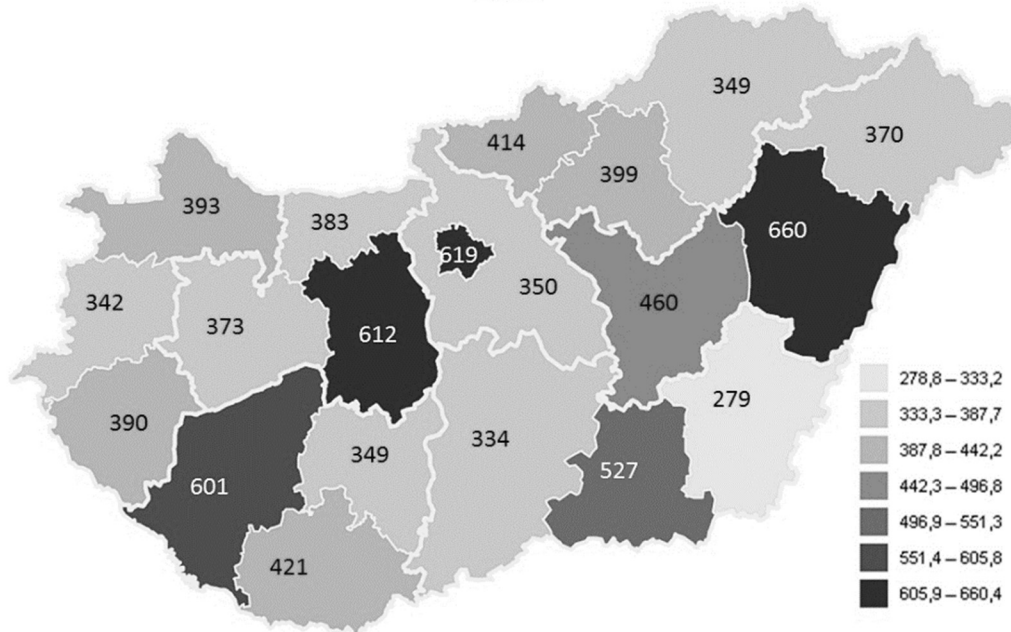 349
370
414
399
393
383
660
619
350
460
342
373
612
279
390
334
349
527
601
421
278,8 – 333,2
333,3 – 387,7
387,8 – 442,2
442,3 – 496,8
496,9 – 551,3
551,4 – 605,8
605,9 – 660,4